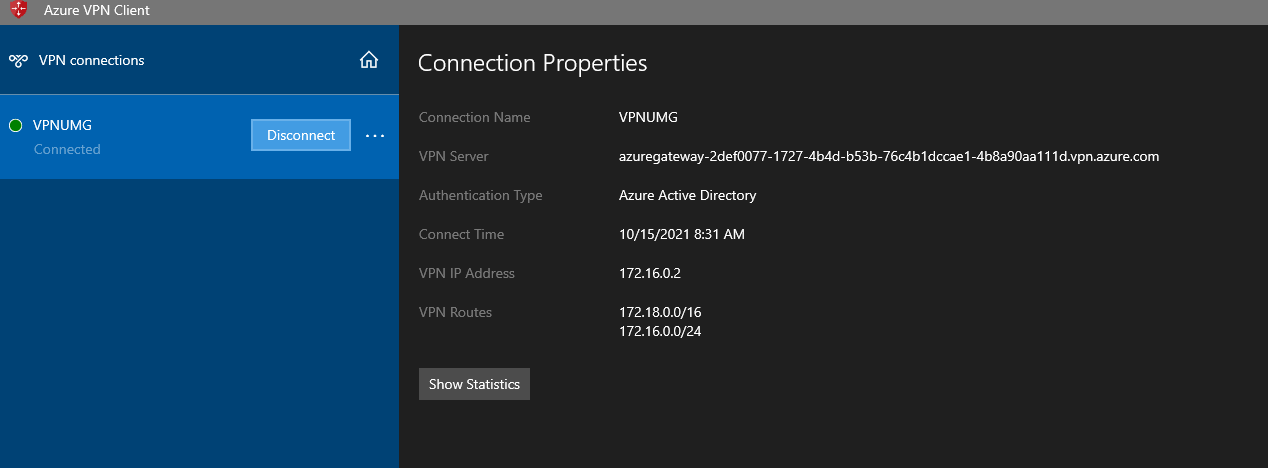 Azure VPN Client
VPN connections
VPNUMG
Connected
Disconnect
...
Connection Properties
Connection Name VPNUMG
VPN Server azuregateway-2def0077-1727-4b4d-b53b-76c4b1dccae1-4b8a90aa111d.vpn.azure.com
Authentication Type Azure Active Directory
Connect Time 10/15/2021 8:31 AM
VPN IP Address 172.16.0.2
VPN Routes 172.18.0.0/16
172.16.0.0/24
Show Statistics